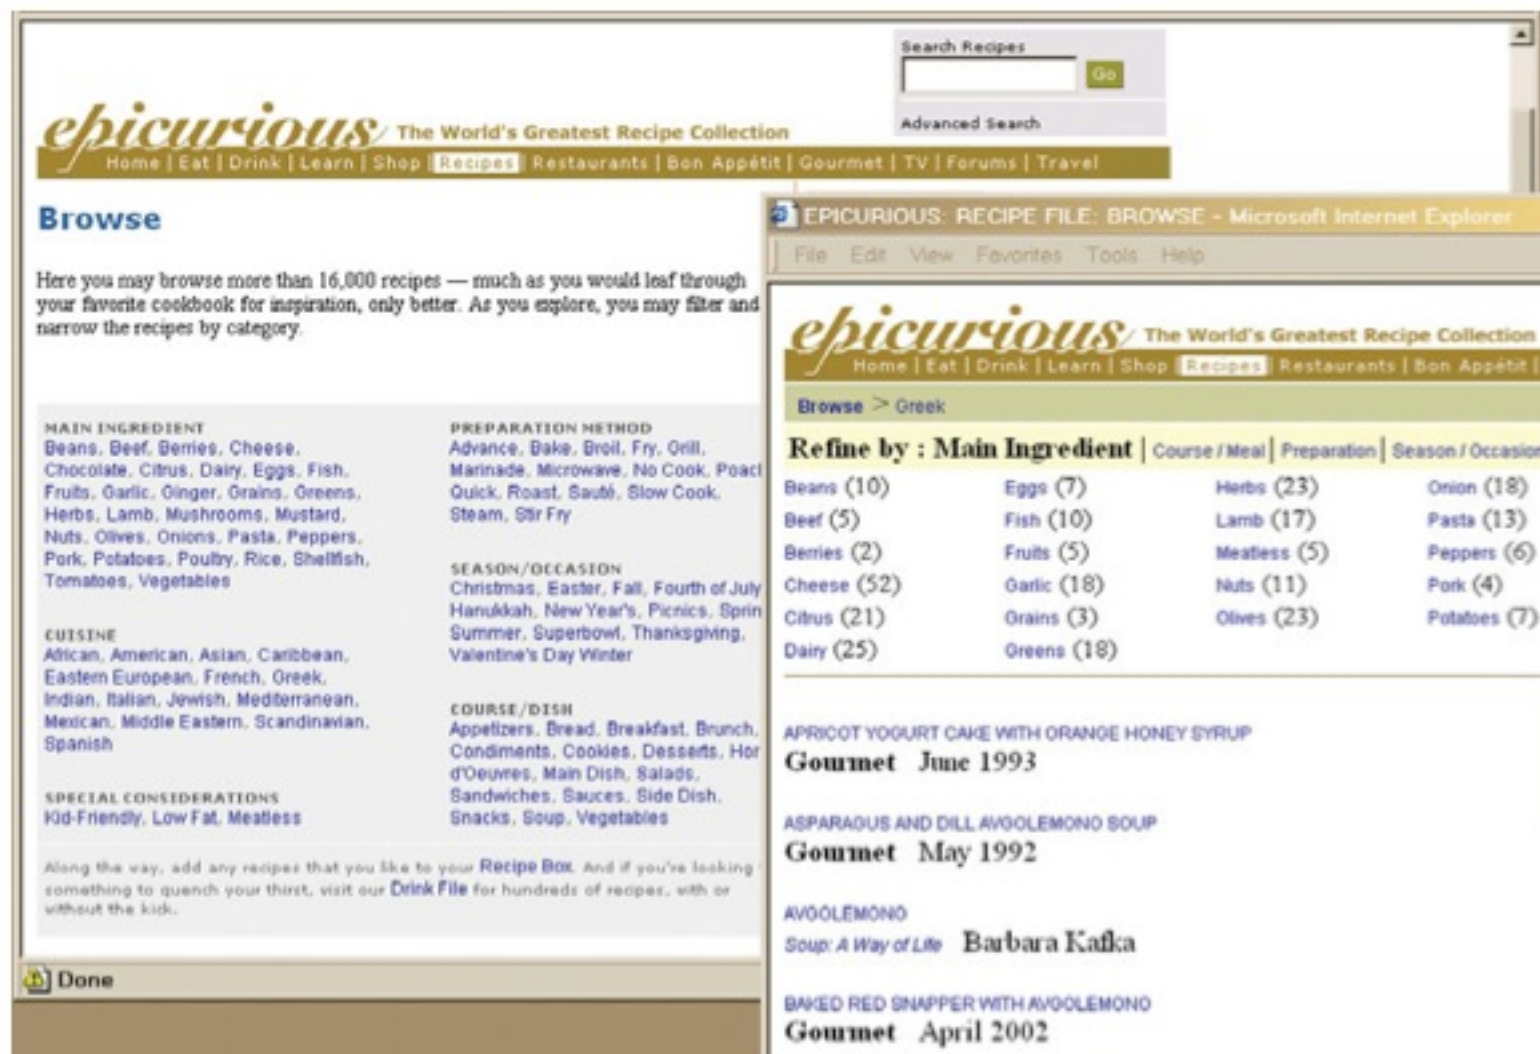 Search Recipes
Go
Advanced Search
epicurious The World's Greatest Recipe Collection
Home | Eat | Drink | Learn | Shop | Recipes | Restaurants | Bon Appétit | Gourmet | TV | Forums | Travel
Browse
Here you may browse more than 16,000 recipes — much as you would leaf through
your favorite cookbook for inspiration, only better. As you explore, you may filter and
narrow the recipes by category.
MAIN INGREDIENT
Beans, Beef, Berries, Cheese,
Chocolate, Citrus, Dairy, Eggs, Fish,
Fruits, Garlic, Ginger, Grains, Greens,
Herbs, Lamb, Mushrooms, Mustard,
Nuts, Olives, Onions, Pasta, Peppers,
Pork, Potatoes, Poultry, Rice, Shellfish,
Tomatoes, Vegetables
CUISINE
African, American, Asian, Caribbean,
Eastern European, French, Greek,
Indian, Italian, Jewish, Mediterranean,
Mexican, Middle Eastern, Scandinavian,
Spanish
SPECIAL CONSIDERATIONS
Kid-Friendly, Low Fat, Meatless
PREPARATION METHOD
Advance, Bake, Broil, Fry, Grill,
Marinade, Microwave, No Cook, Poac
Quick, Roast, Sauté, Slow Cook,
Steam, Stir Fry
SEASON/OCCASION
Christmas, Easter, Fall, Fourth of July
Hanukkah, New Year's, Picnics, Sprin
Summer, Superbowl, Thanksgiving,
Valentine's Day Winter
COURSE/DISH
Appetizers, Bread, Breakfast, Brunch,
Condiments, Cookies, Desserts, Hor
d'Oeuvres, Main Dish, Salads,
Sandwiches, Sauces, Side Dish,
Snacks, Soup, Vegetables
Along the way, add any recipes that you like to your Recipe Box. And if you're looking
something to quench your thirst, visit our Drink File for hundreds of recipes, with or
without the kick.
Done
EPICURIOUS: RECIPE FILE: BROWSE - Microsoft Internet Explorer
File Edit View Favorites Tools Help
epicurious The World's Greatest Recipe Collection
Home | Eat | Drink | Learn | Shop | Recipes | Restaurants | Bon Appétit |
Browse > Greek
Refine by : Main Ingredient | Course / Meal | Preparation | Season / Occasion
Beans (10) Eggs (7) Herbs (23) Onion (18)
Beef (5) Fish (10) Lamb (17) Pasta (13)
Berries (2) Fruits (5) Meatless (5) Peppers (6)
Cheese (52) Garlic (18) Nuts (11) Pork (4)
Citrus (21) Grains (3) Olives (23) Potatoes (7)
Dairy (25) Greens (18)
APRICOT YOGURT CAKE WITH ORANGE HONEY SYRUP
Gourmet June 1993
ASPARAGUS AND DILL AVGOLEMONO SOUP
Gourmet May 1992
AVGOLEMONO
Soup: A Way of Life Barbara Kafka
BAKED RED SNAPPER WITH AVGOLEMONO
Gourmet April 2002